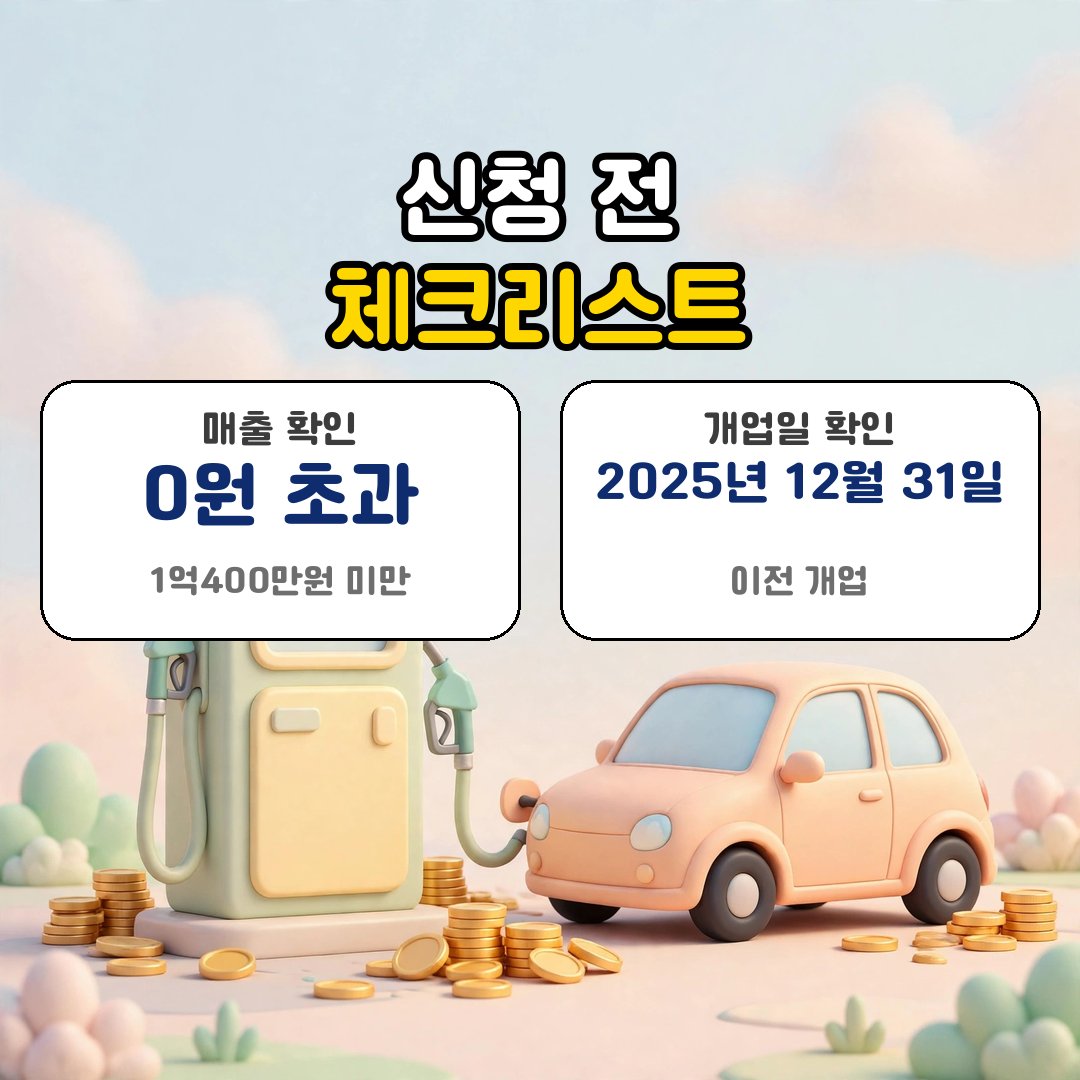 신청 전
체크리스트
매출 확인
0원 초과
1억400만원 미만
개업일 확인
2025년 12월 31일
이전 개업